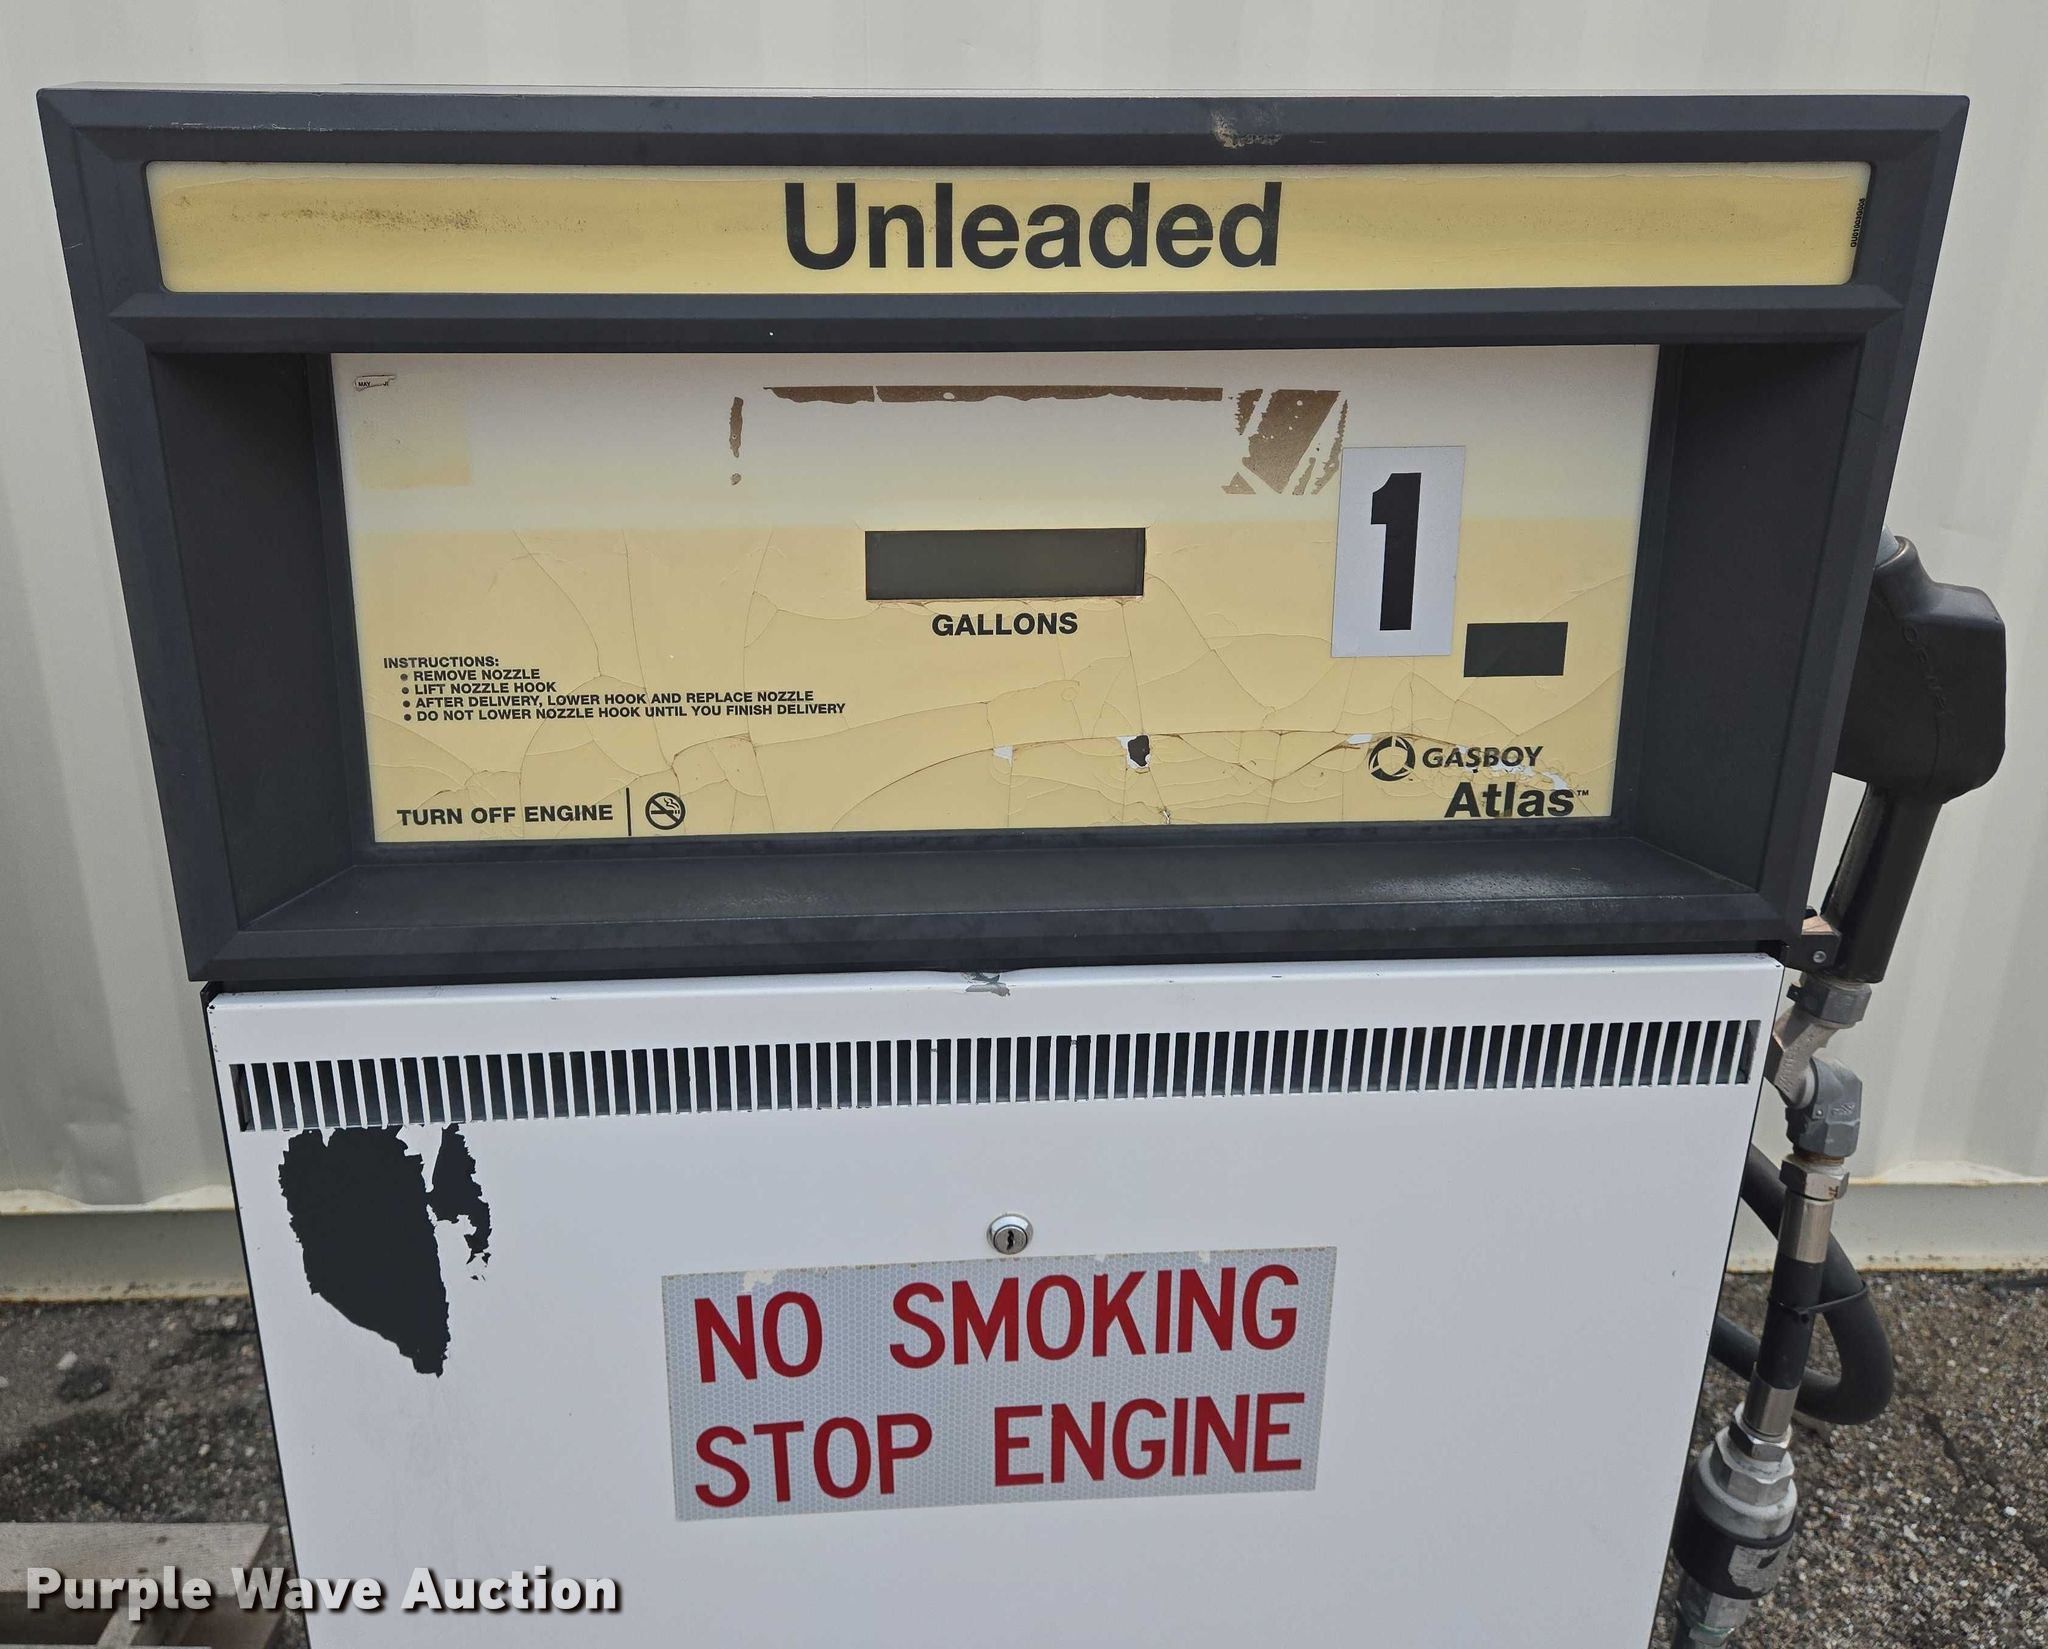 Unleaded
1
GALLONS
INSTRUCTIONS:
• REMOVE NOZZLE
• LIFT NOZZLE HOOK
• AFTER DELIVERY, LOWER HOOK AND REPLACE NOZZLE
• DO NOT LOWER NOZZLE HOOK UNTIL YOU FINISH DELIVERY
GASBOY
Atlas™
TURN OFF ENGINE
NO SMOKING
STOP ENGINE
Purple Wave Auction